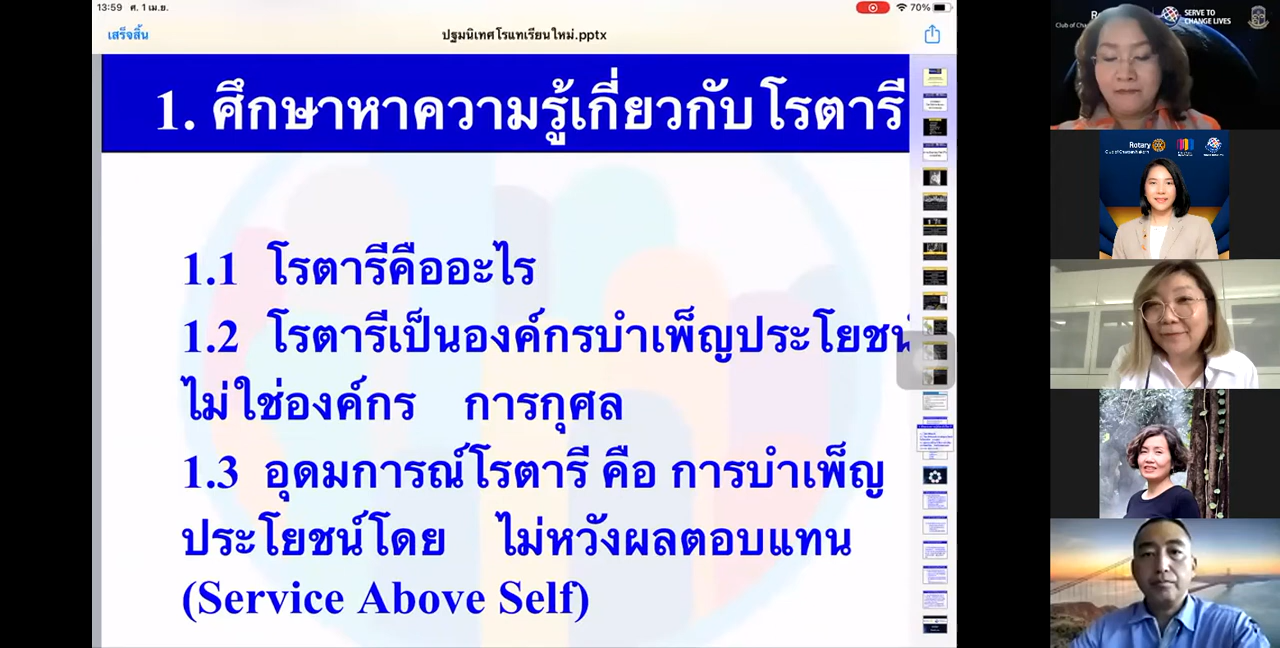 13:59 ศ. 1 เม.ย.
70%
เสร็จสิ้น
ปฐมนิเทศโรแทเรียนใหม่.pptx
1. ศึกษาหาความรู้เกี่ยวกับโรตารี
1.1 โรตารีคืออะไร
1.2 โรตารีเป็นองค์กรบำเพ็ญประโยชน์
ไม่ใช่องค์กร การกุศล
1.3 อุดมการณ์โรตารี คือ การบำเพ็ญ
ประโยชน์โดย ไม่หวังผลตอบแทน
(Service Above Self)
SERVE TO
CHANGE LIVES
Rotary